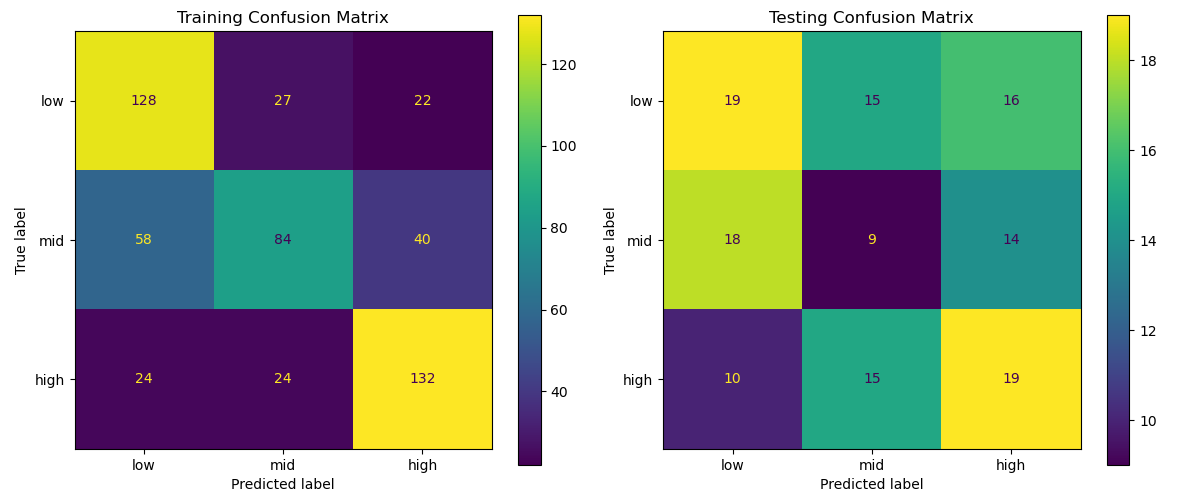 Training Confusion Matrix
low 128 27 22
mid 58 84 40
high 24 24 132
low mid high
Predicted label
True label
120
100
80
60
40
Testing Confusion Matrix
low 19 15 16
mid 18 9 14
high 10 15 19
low mid high
Predicted label
True label
18
16
14
12
10